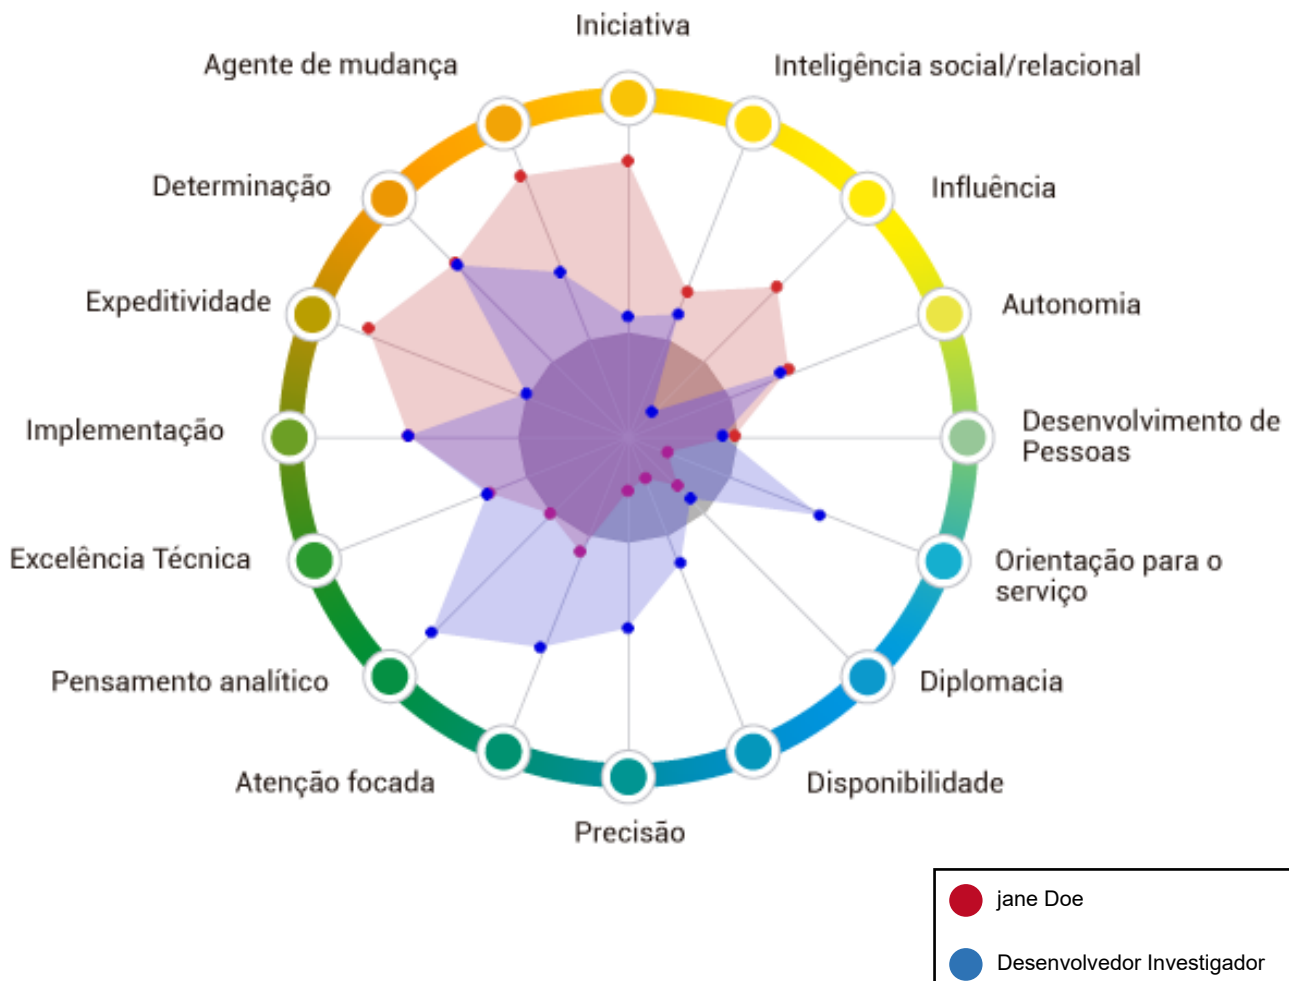 Iniciativa
Agente de mudança
Inteligência social/relacional
Determinação
Influência
Expeditividade
Autonomia
Implementação
Desenvolvimento de
Pessoas
Excelência Técnica
Orientação para o
serviço
Pensamento analítico
Diplomacia
Atenção focada
Disponibilidade
Precisão
jane Doe
Desenvolvedor Investigador